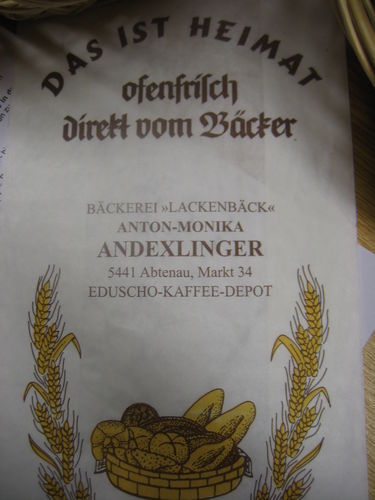 DAS IST HEIMAT
ofenfrisch
direkt vom Bäcker
BÄCKEREI »LACKENBÄCK«
ANTON-MONIKA
ANDEXLINGER
5441 Abtenau, Markt 34
EDUSCHO-KAFFEE-DEPOT